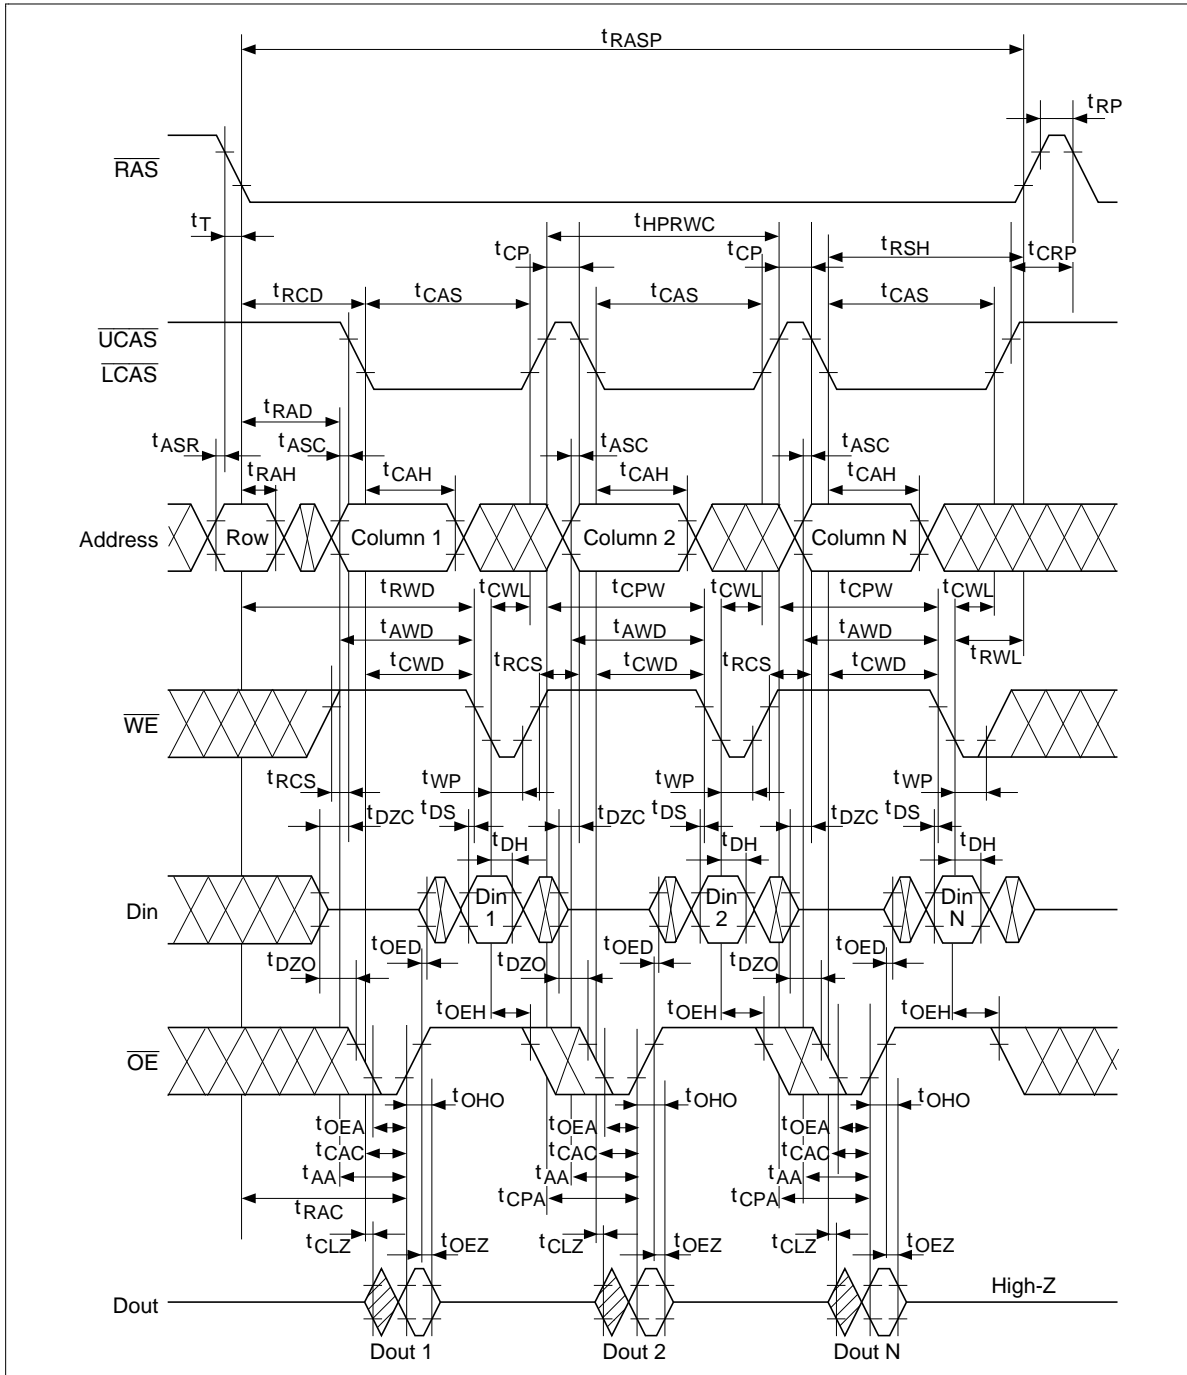 tRASP
tRP
RAS
tT
tHPRWC
tCP
tCP
tRSH
tCRP
tRCD
tCAS
tCAS
tCAS
UCAS
LCAS
tRAD
tASR
tASC
tASC
tASC
tRAH
tCAH
tCAH
tCAH
Address
Row
Column 1
Column 2
Column N
tRWD
tCWL
tCPW
tCWL
tCPW
tCWL
tAWD
tAWD
tAWD
tRWL
tCWD
tRCS
tCWD
tRCS
tCWD
WE
tRCS
tWP
tWP
tWP
tDZC
tDS
tDZC
tDS
tDZC
tDS
tDH
tDH
tDH
Din
Din 1
Din 2
Din N
tDZO
tOED
tDZO
tOED
tDZO
tOED
tOEH
tOEH
tOEH
OE
tOHO
tOHO
tOHO
tOEA
tOEA
tOEA
tCAC
tCAC
tCAC
tAA
tAA
tAA
tRAC
tCPA
tCPA
tCLZ
tOEZ
tCLZ
tOEZ
tCLZ
tOEZ
Dout
High-Z
Dout 1
Dout 2
Dout N